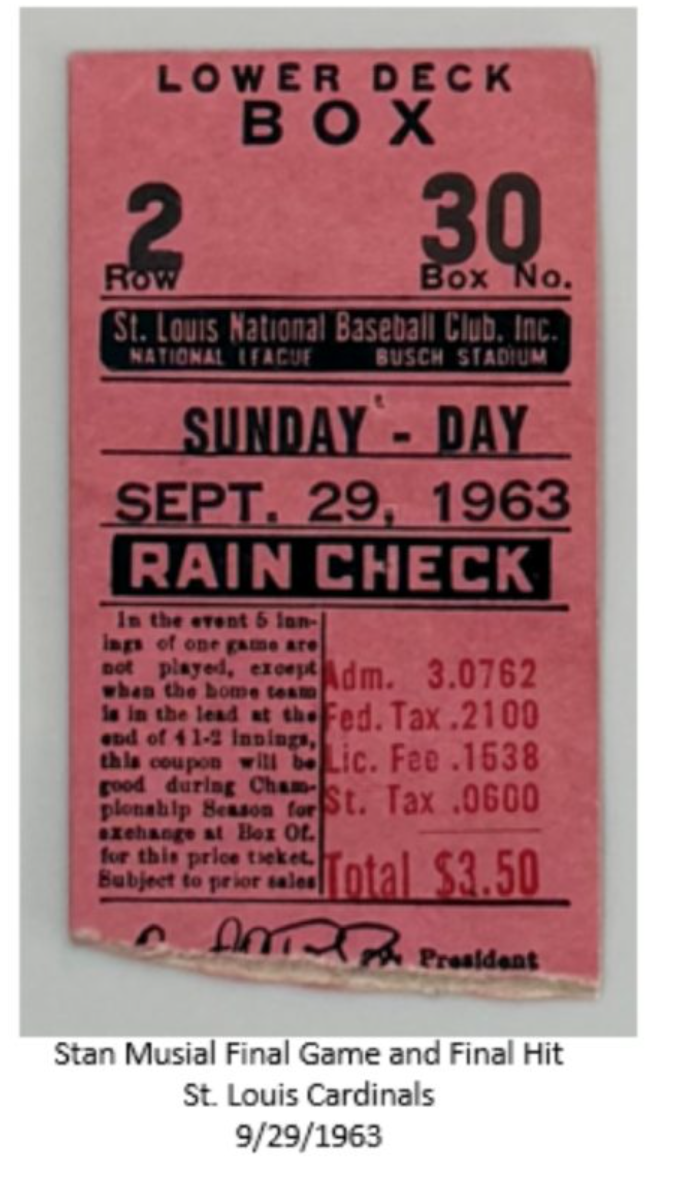 LOWER DECK
BOX
2 30
Row Box No.
St. Louis National Baseball Club, Inc.
NATIONAL LEAGUE BUSCH STADIUM
SUNDAY - DAY
SEPT. 29, 1963
RAIN CHECK
In the event 5 inn-
ings of one game are
not played, except
when the home team
is in the lead at the
end of 4 1-2 innings,
this coupon will be
good during Cham-
pionship Season for
exchange at Box Of.
for this price ticket.
Subject to prior sales
Adm. 3.0762
Fed. Tax .2100
Lic. Fee .1538
St. Tax .0600
Total $3.50
President
Stan Musial Final Game and Final Hit
St. Louis Cardinals
9/29/1963